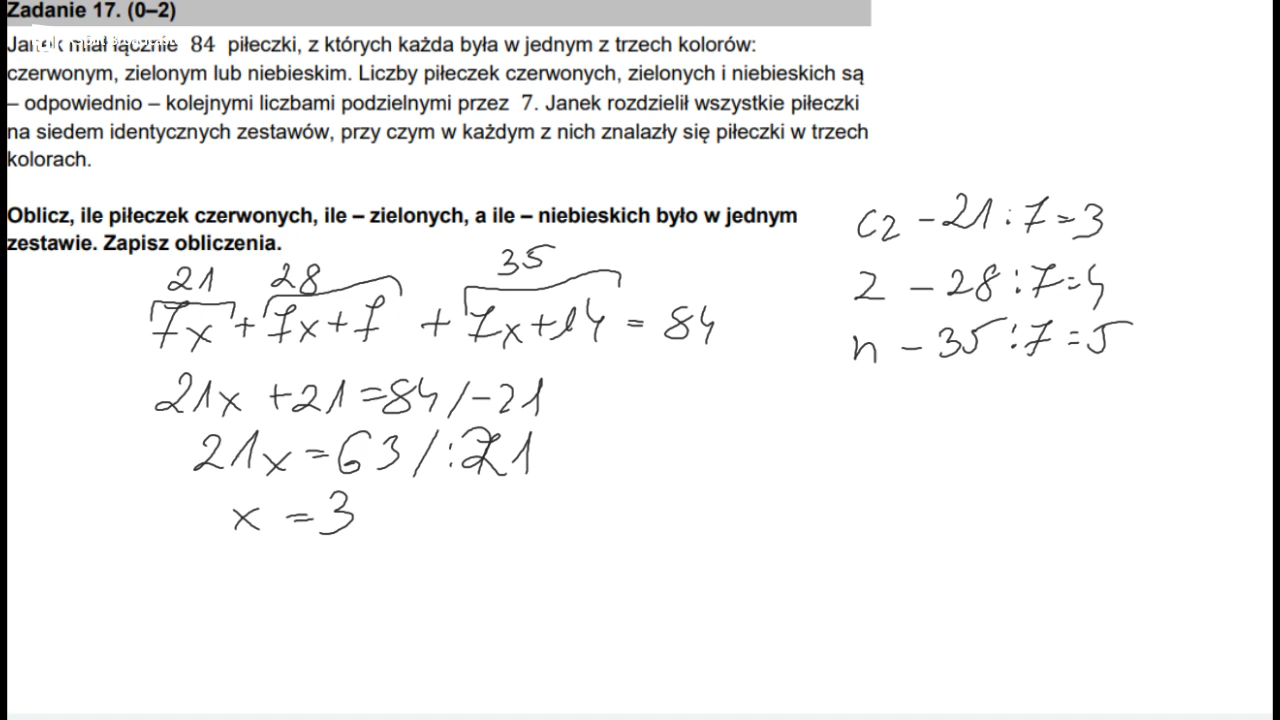 Zadanie 17. (0–2)
miał łącznie 84 piłeczki, z których każda była w jednym z trzech kolorów:
czerwonym, zielonym lub niebieskim. Liczby piłeczek czerwonych, zielonych i niebieskich są
– odpowiednio – kolejnymi liczbami podzielnymi przez 7. Janek rozdzielił wszystkie piłeczki
na siedem identycznych zestawów, przy czym w każdym z nich znalazły się piłeczki w trzech
kolorach.
Oblicz, ile piłeczek czerwonych, ile – zielonych, a ile – niebieskich było w jednym
zestawie. Zapisz obliczenia.
21 28 35
7x + 7x+7 + 7x+14 = 84
21x +21=84/-21
21x=63/:21
x =3
cz -21:7=3
z -28:7=4
n -35:7=5